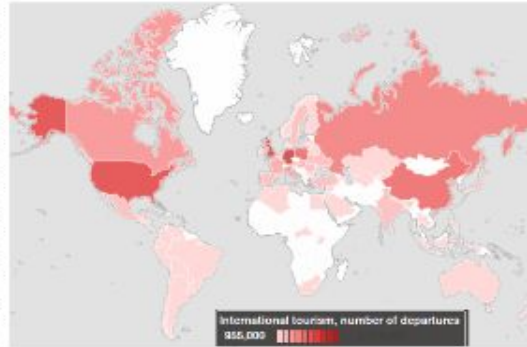 International tourism, number of departures
955,000